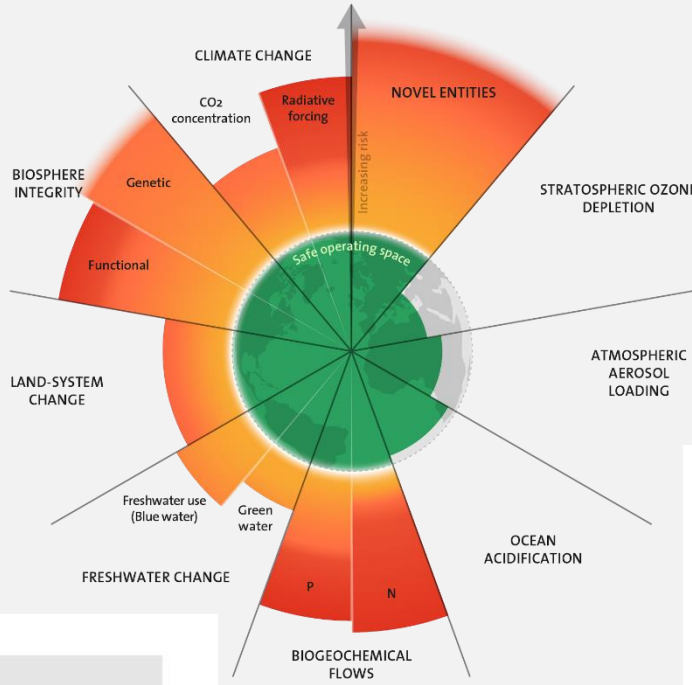 CLIMATE CHANGE
CO2
concentration
Radiative
forcing
NOVEL ENTITIES
Increasing risk
BIOSPHERE
INTEGRITY
Genetic
Functional
STRATOSPHERIC OZONE
DEPLETION
Safe operating space
ATMOSPHERIC
AEROSOL
LOADING
LAND-SYSTEM
CHANGE
Freshwater use
(Blue water)
Green
water
OCEAN
ACIDIFICATION
FRESHWATER CHANGE
P
N
BIOGEOCHEMICAL
FLOWS